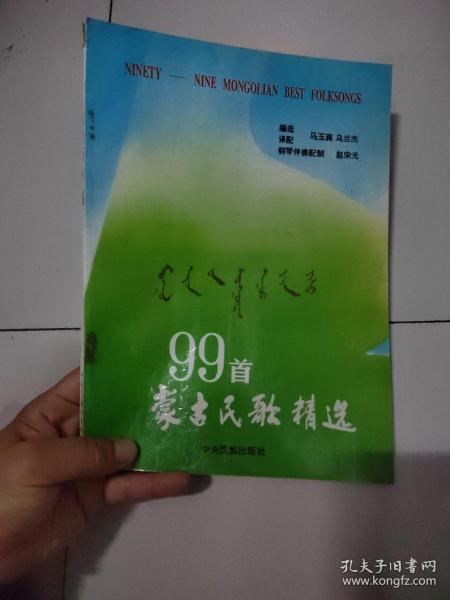 NINETY — NINE MONGOLIAN BEST FOLKSONGS
编选
译配 马玉露 乌兰杰
钢琴伴奏配制 赵宋光
99首
蒙古民歌精选
中央民族出版社
孔夫子旧书网
www.kongfz.com